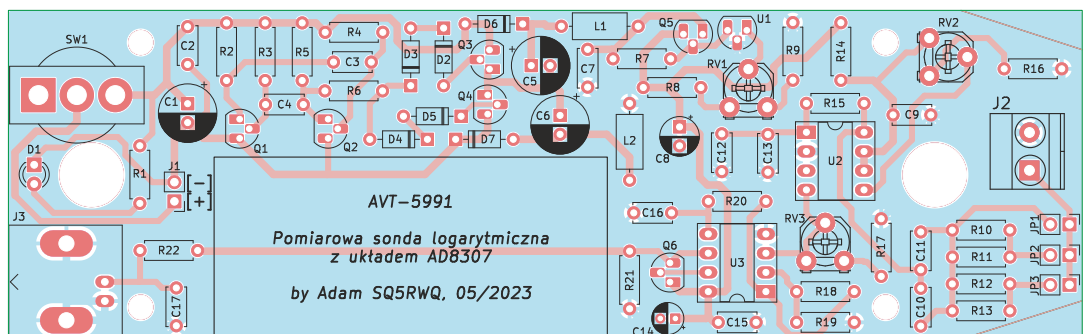 SW1
C2
R2
R3
R5
R4
C3
R6
D3
D2
D6
Q3
C5
L1
C7
R7
Q5
U1
R8
RV1
R9
R14
RV2
R16
C1
C4
Q1
Q2
D4
D5
Q4
D7
C6
L2
C8
C12
C13
R15
U2
C9
J2
D1
R1
J1
[-]
[+]
J3
R22
C17
AVT-5991
Pomiarowa sonda logarytmiczna
z układem AD8307
by Adam SQ5RWQ, 05/2023
C16
R20
R21
Q6
U3
C14
C15
RV3
R17
R18
R19
C11
C10
R10
R11
R12
R13
JP1
JP2
JP3